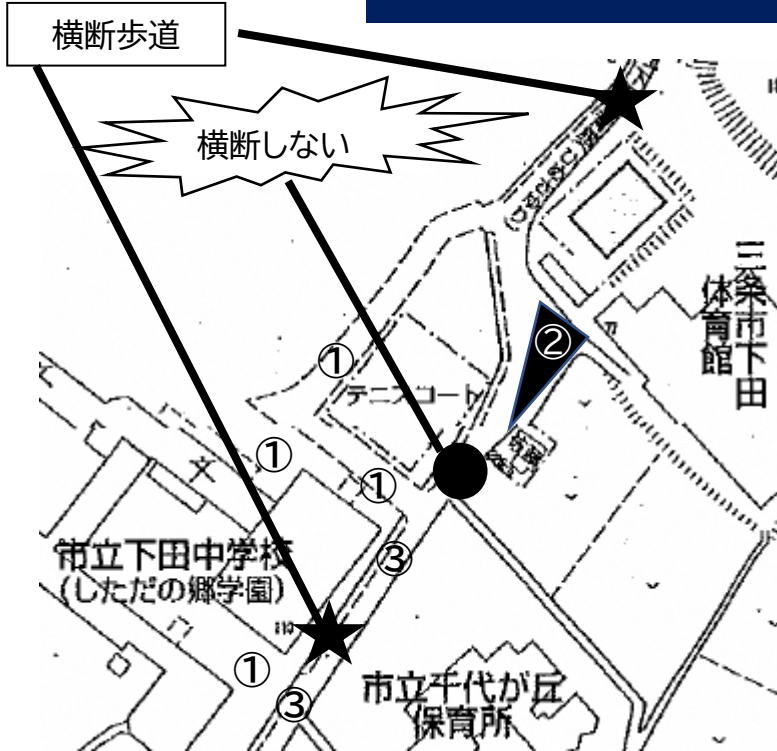 横断歩道
横断しない
三条市下田
体育館
②
①
テニスコート
①
①
市立下田中学校
(しただの郷学園)
③
①
③
市立千代が丘
保育所